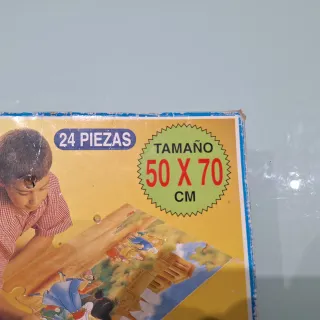 24 PIEZAS
TAMAÑO
50 X 70
CM